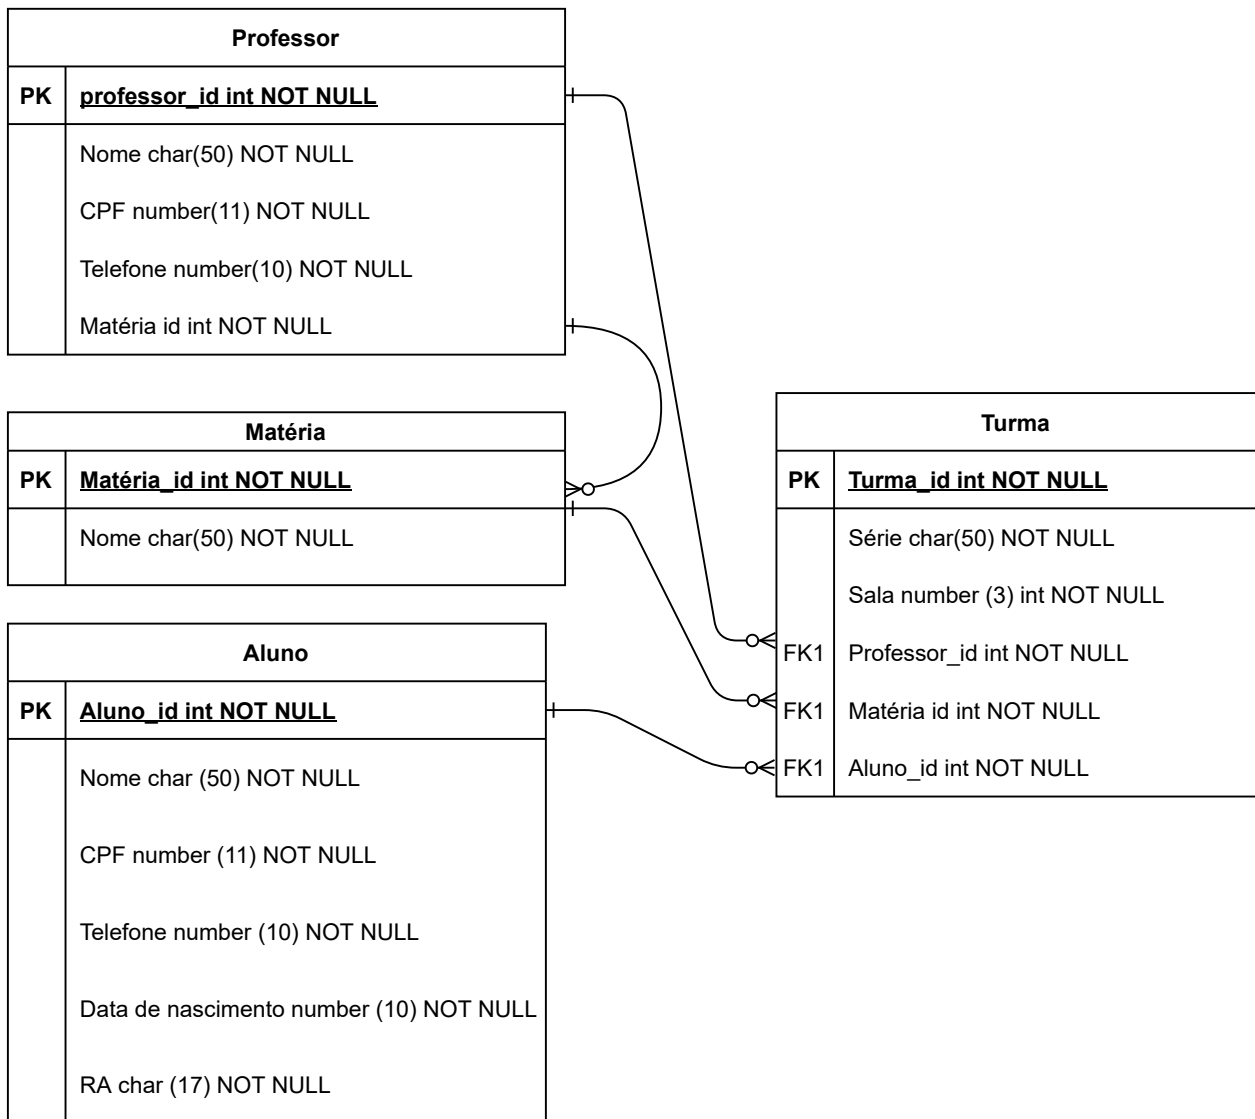 Professor
PK professor_id int NOT NULL
Nome char(50) NOT NULL
CPF number(11) NOT NULL
Telefone number(10) NOT NULL
Matéria id int NOT NULL
Matéria
PK Matéria_id int NOT NULL
Nome char(50) NOT NULL
Aluno
PK Aluno_id int NOT NULL
Nome char (50) NOT NULL
CPF number (11) NOT NULL
Telefone number (10) NOT NULL
Data de nascimento number (10) NOT NULL
RA char (17) NOT NULL
Turma
PK Turma_id int NOT NULL
Série char(50) NOT NULL
Sala number (3) int NOT NULL
FK1 Professor_id int NOT NULL
FK1 Matéria id int NOT NULL
FK1 Aluno_id int NOT NULL